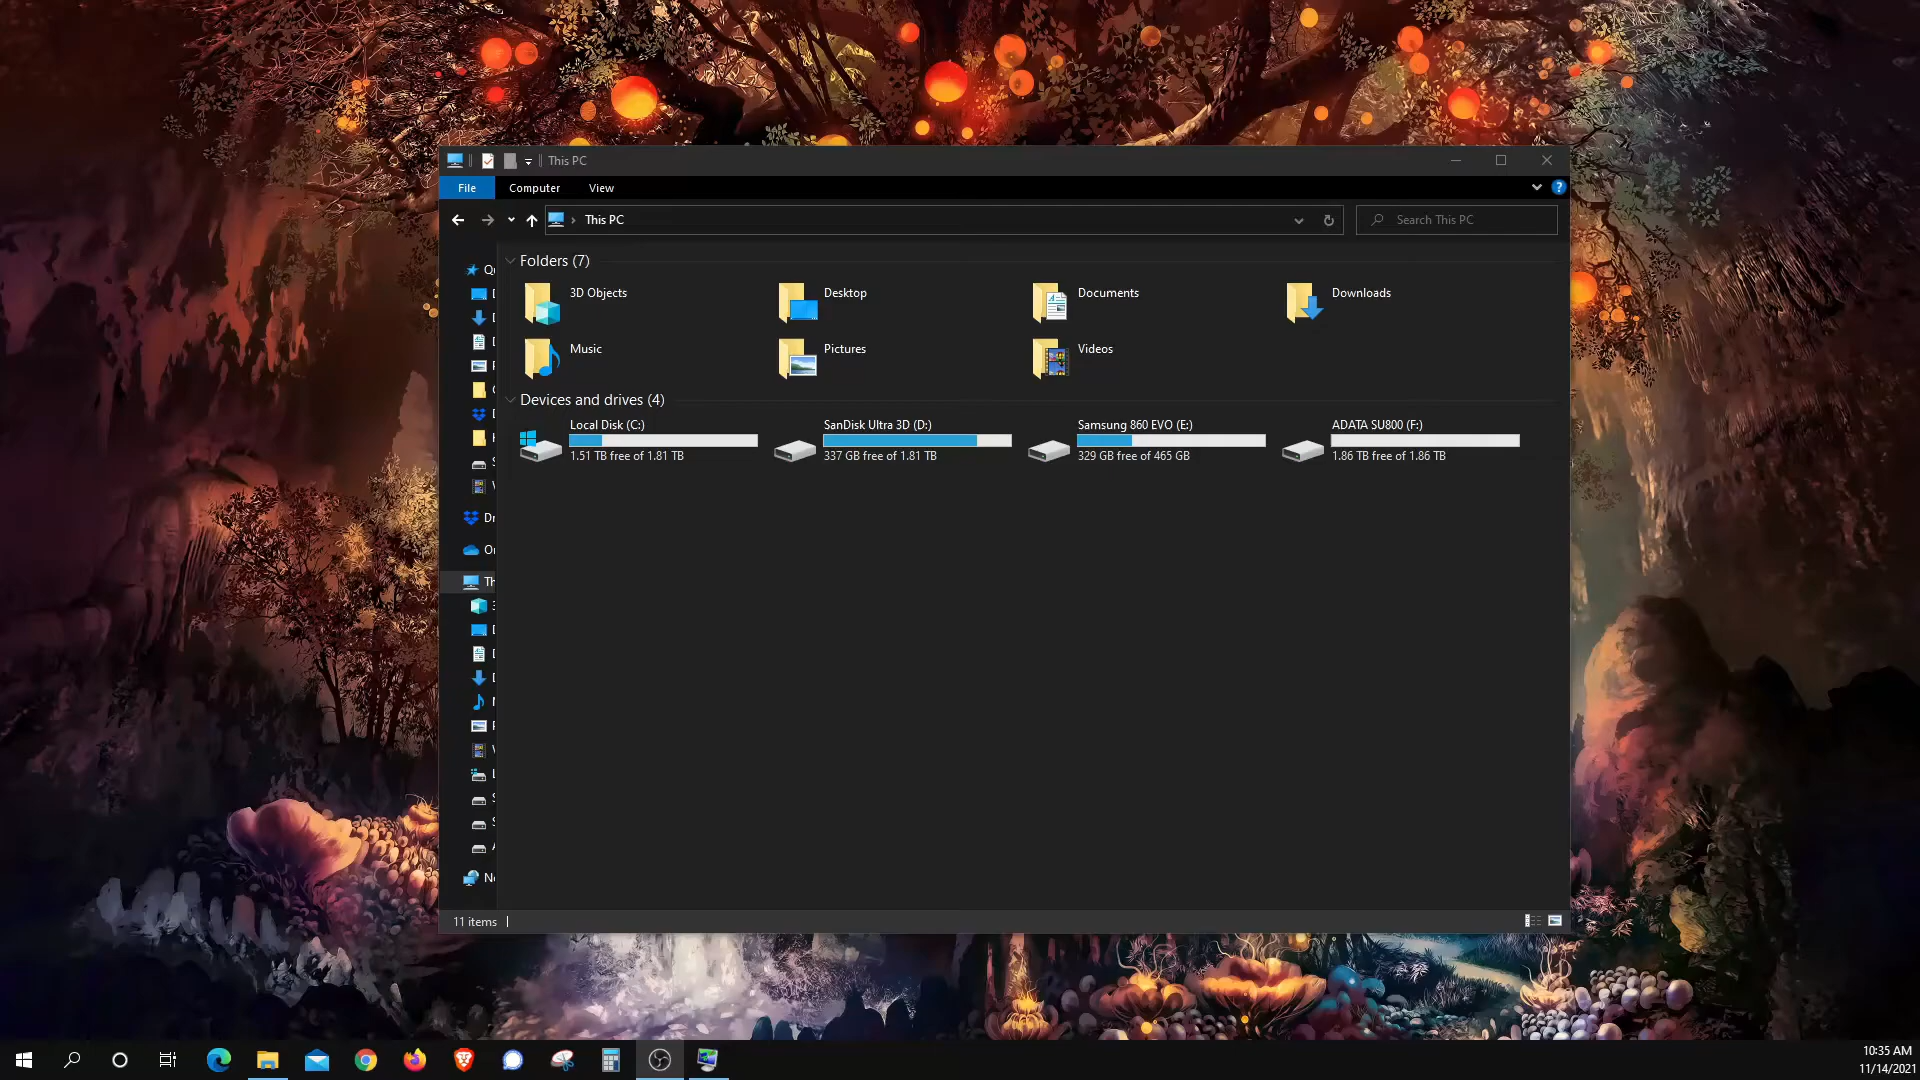 This PC
File Computer View
This PC
Search This PC
Folders (7)
3D Objects
Desktop
Documents
Downloads
Music
Pictures
Videos
Devices and drives (4)
Local Disk (C:)
1.51 TB free of 1.81 TB
SanDisk Ultra 3D (D:)
337 GB free of 1.81 TB
Samsung 860 EVO (E:)
329 GB free of 465 GB
ADATA SU800 (F:)
1.86 TB free of 1.86 TB
11 items
10:35 AM
11/14/2021